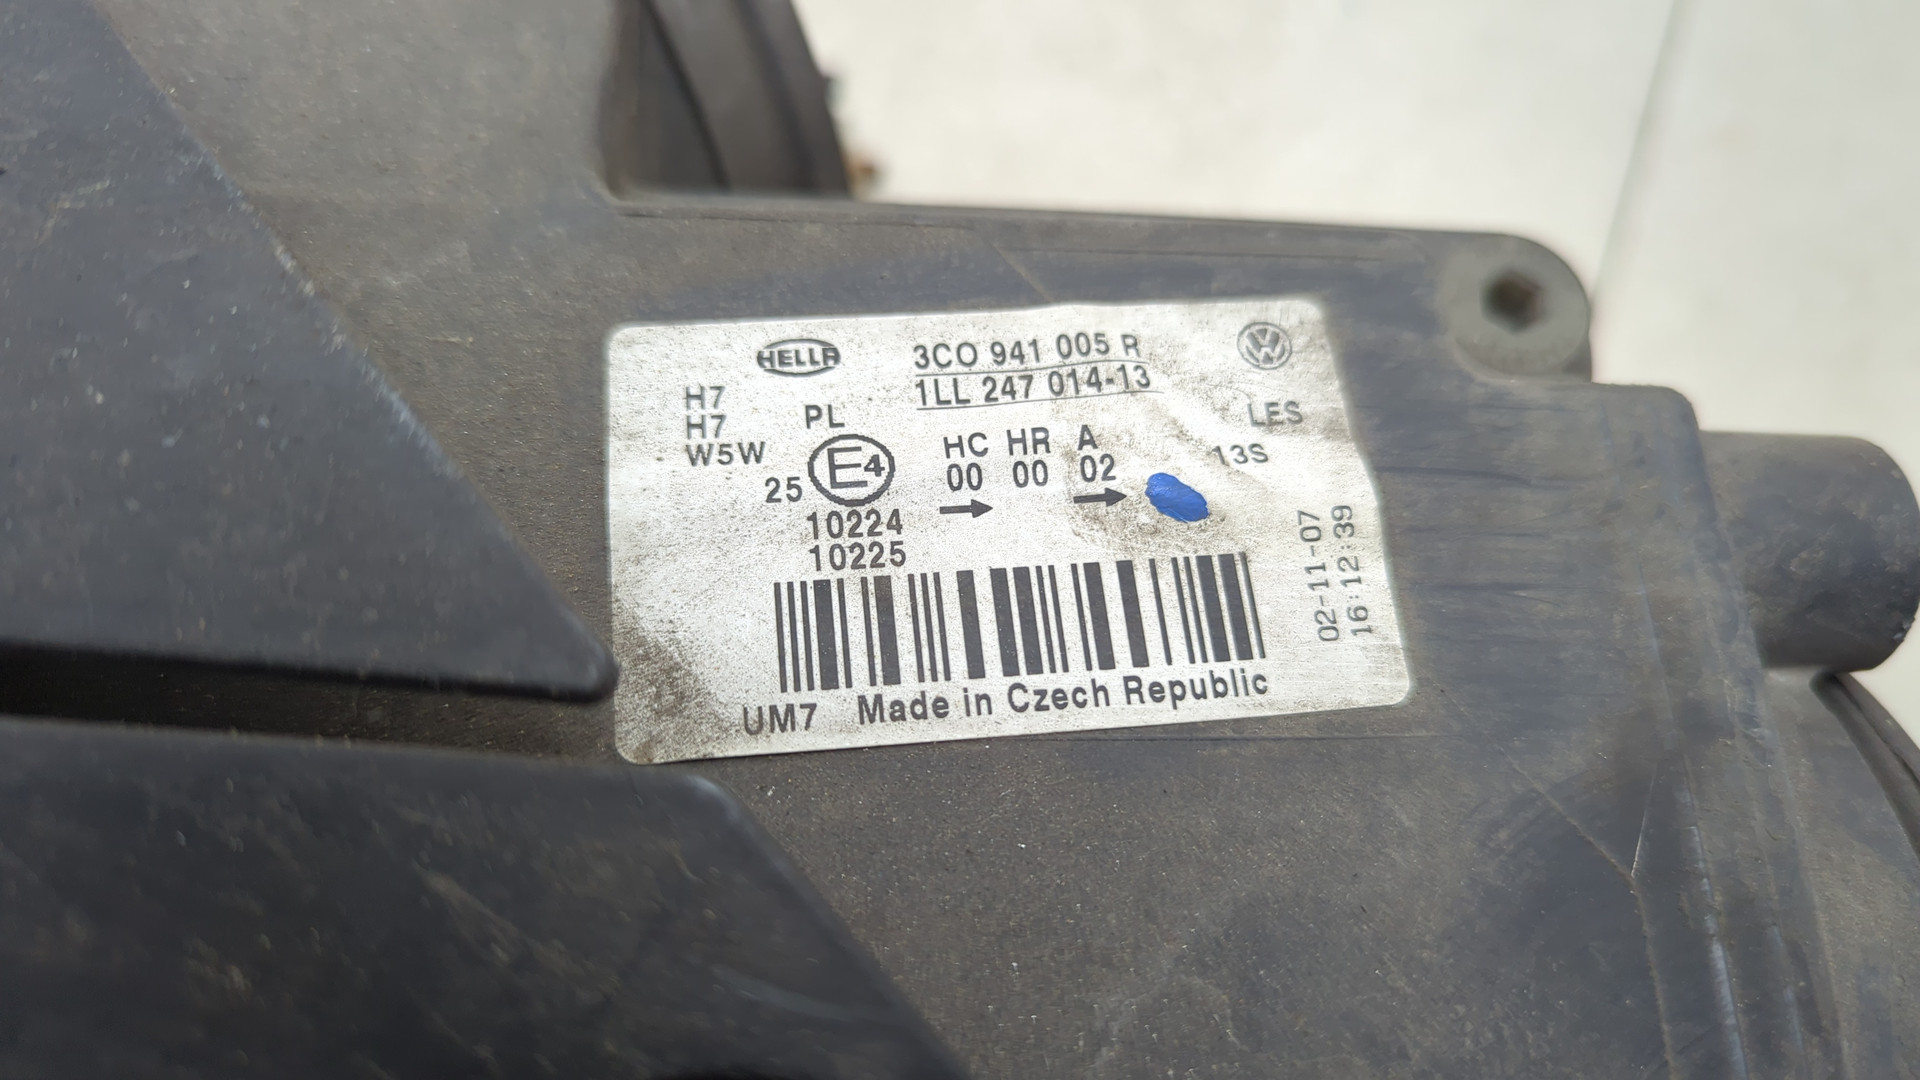 HELLA
3C0 941 005 R
1LL 247 014-13
H7
H7
W5W
PL
LES
HC HR A
00 00 02
13S
25 E4
10224
10225
02-11-07
16:12:39
UM7 Made in Czech Republic